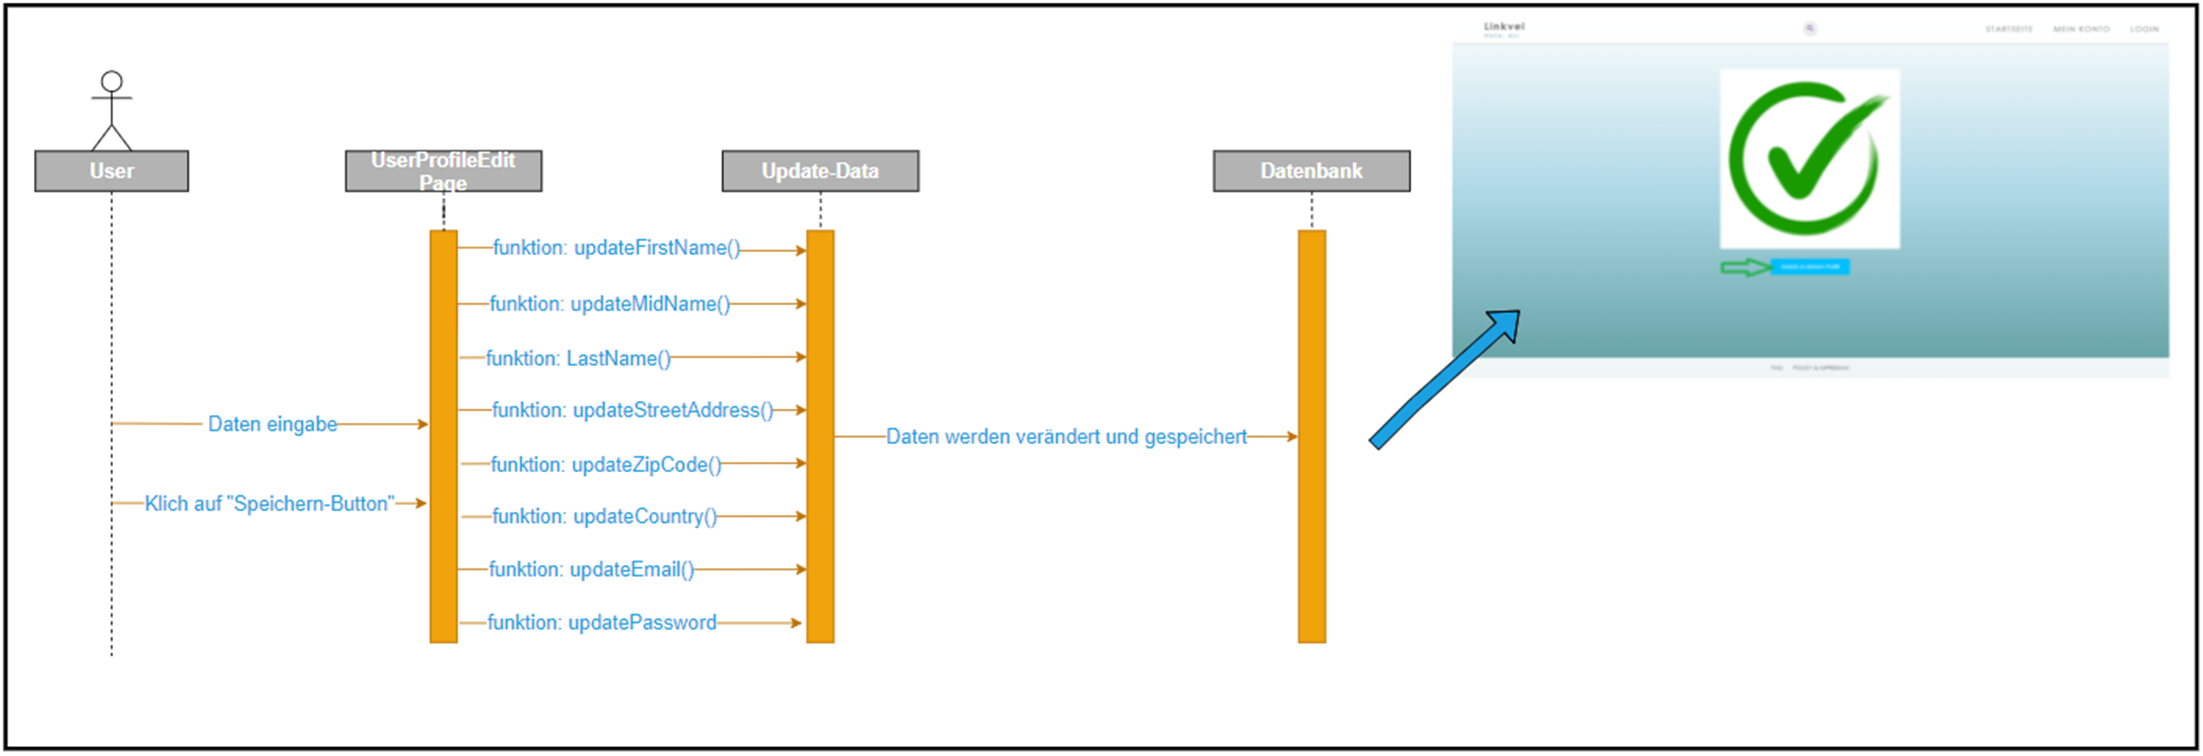 Linkvel
STARTSEITE MEIN KONTO LOGIN
User
UserProfileEdit
Page
Update-Data
Datenbank
funktion: updateFirstName()
funktion: updateMidName()
funktion: LastName()
funktion: updateStreetAddress()
Daten eingabe
Daten werden verändert und gespeichert
funktion: updateZipCode()
Klich auf "Speichern-Button"
funktion: updateCountry()
funktion: updateEmail()
funktion: updatePassword
FAQ